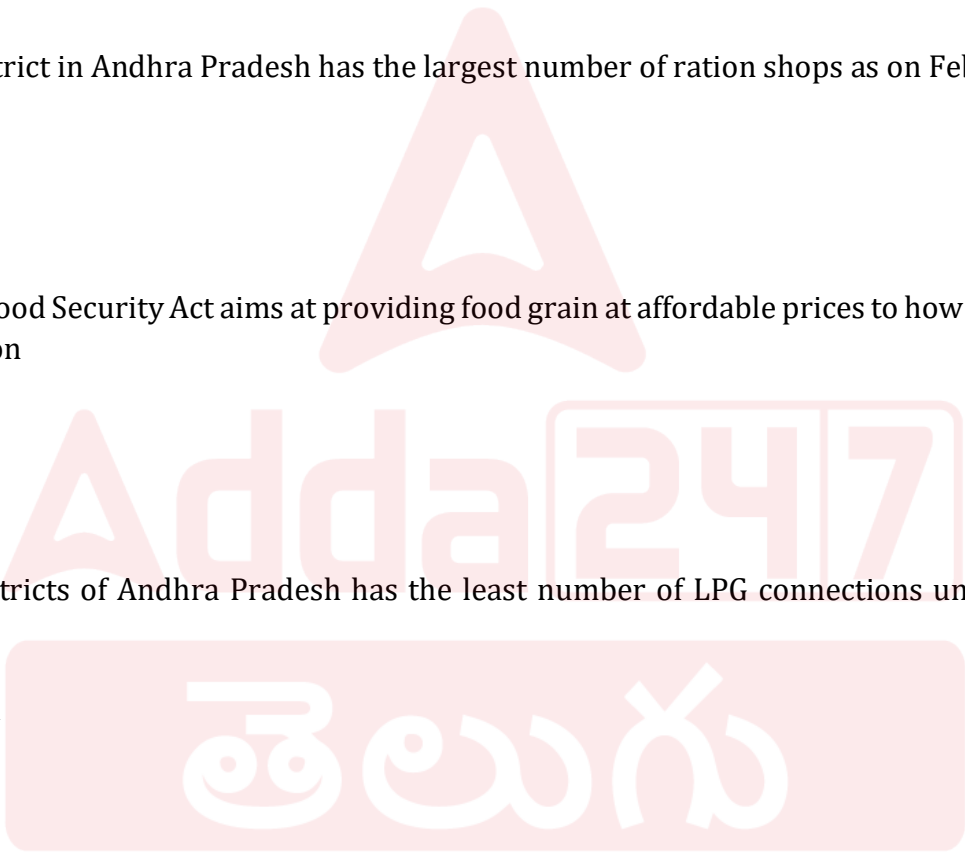 trict in Andhra Pradesh has the largest number of ration shops as on Feb
ood Security Act aims at providing food grain at affordable prices to how
on
Adda247
tricts of Andhra Pradesh has the least number of LPG connections un
తెలుగు